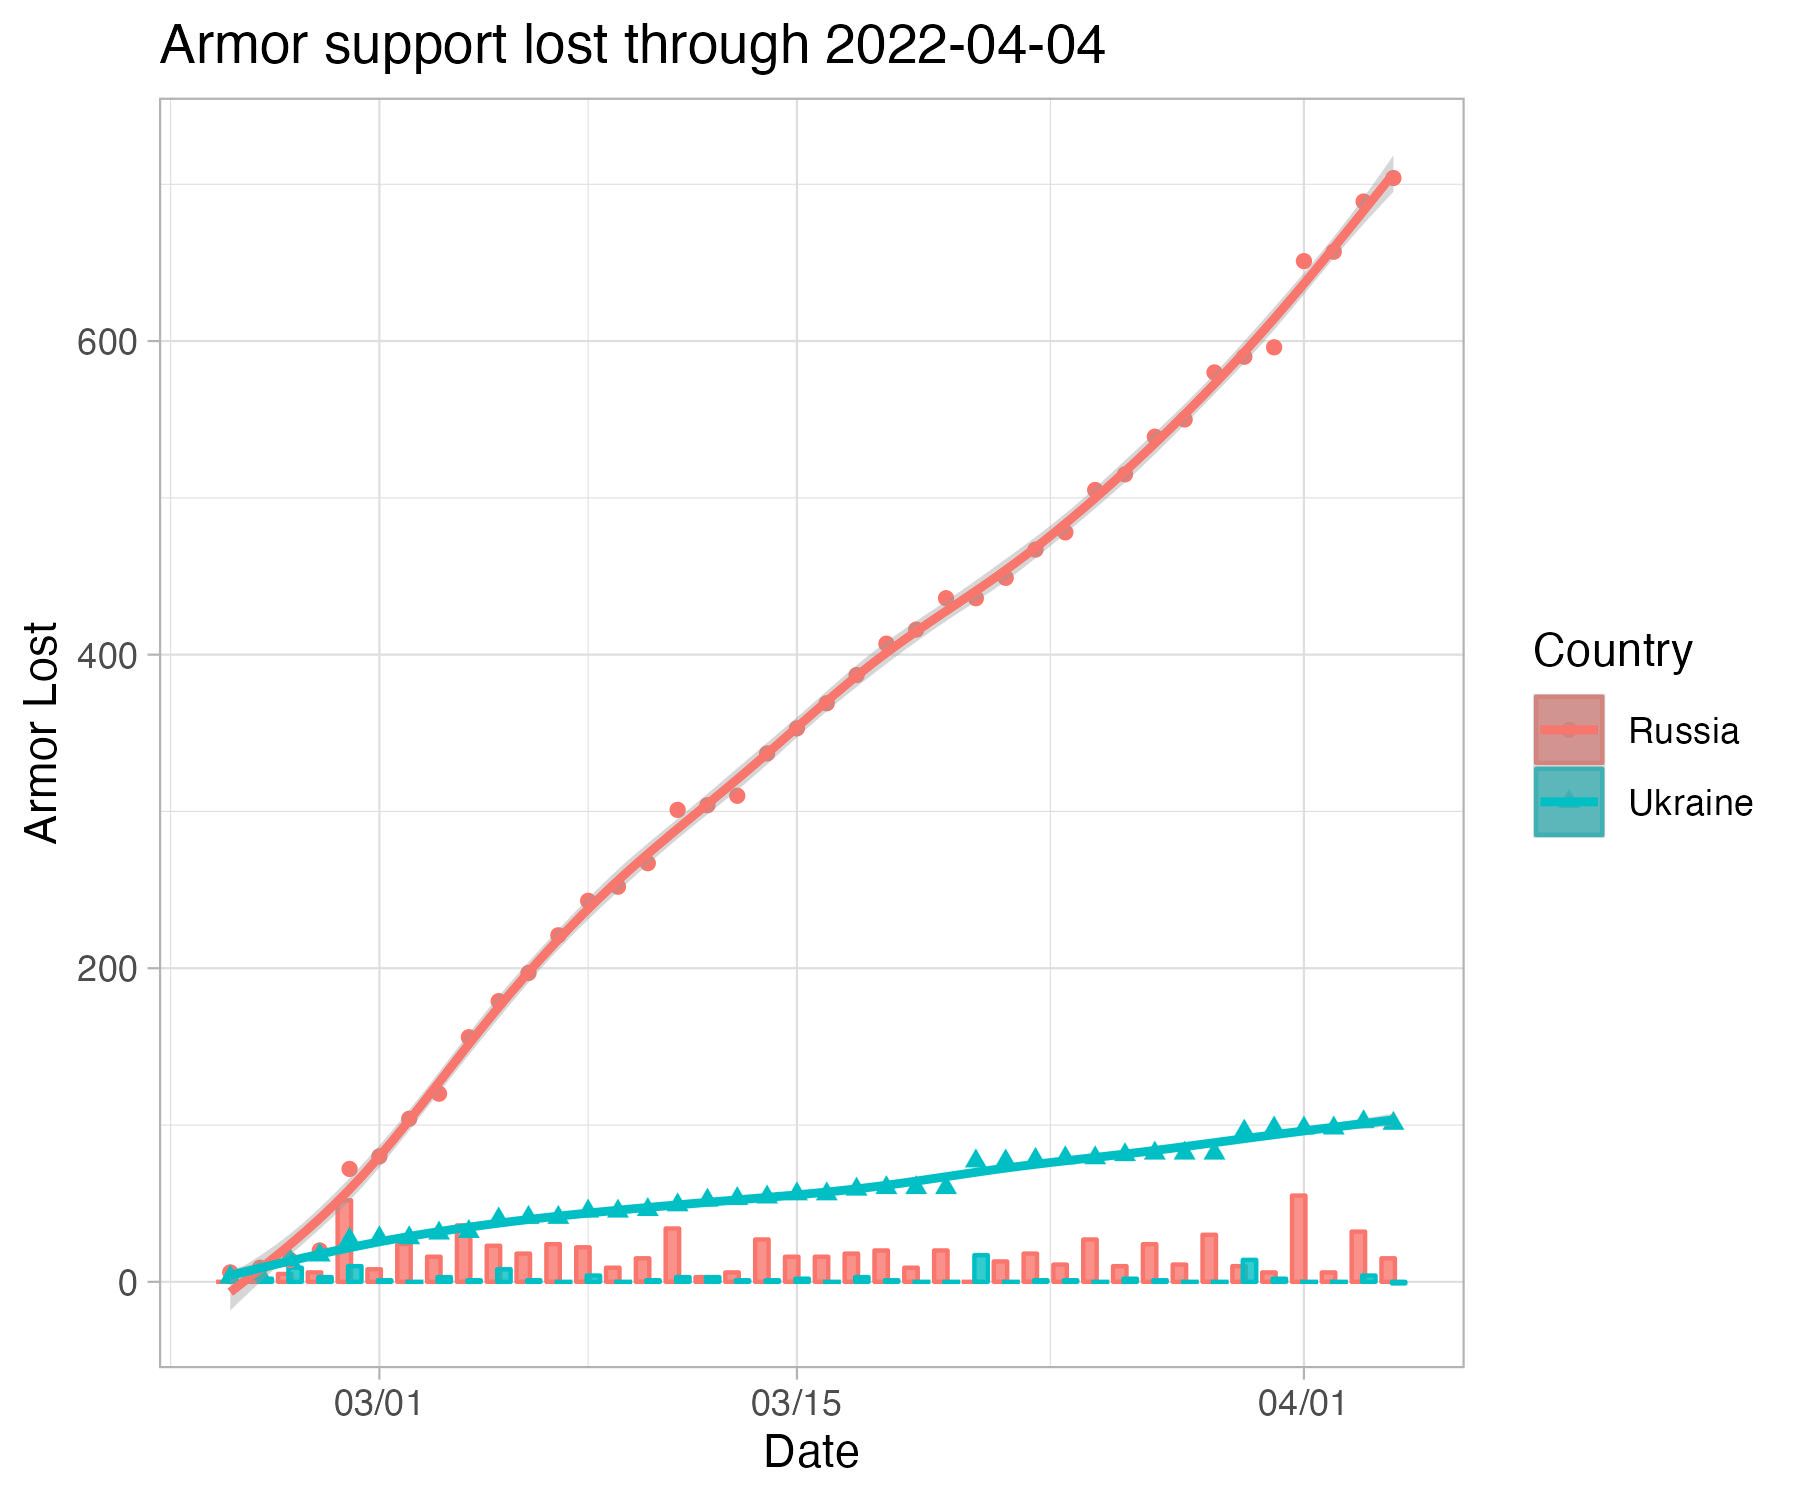 Armor support lost through 2022-04-04
Armor Lost
600
400
200
0
03/01
03/15
04/01
Date
Country
Russia
Ukraine